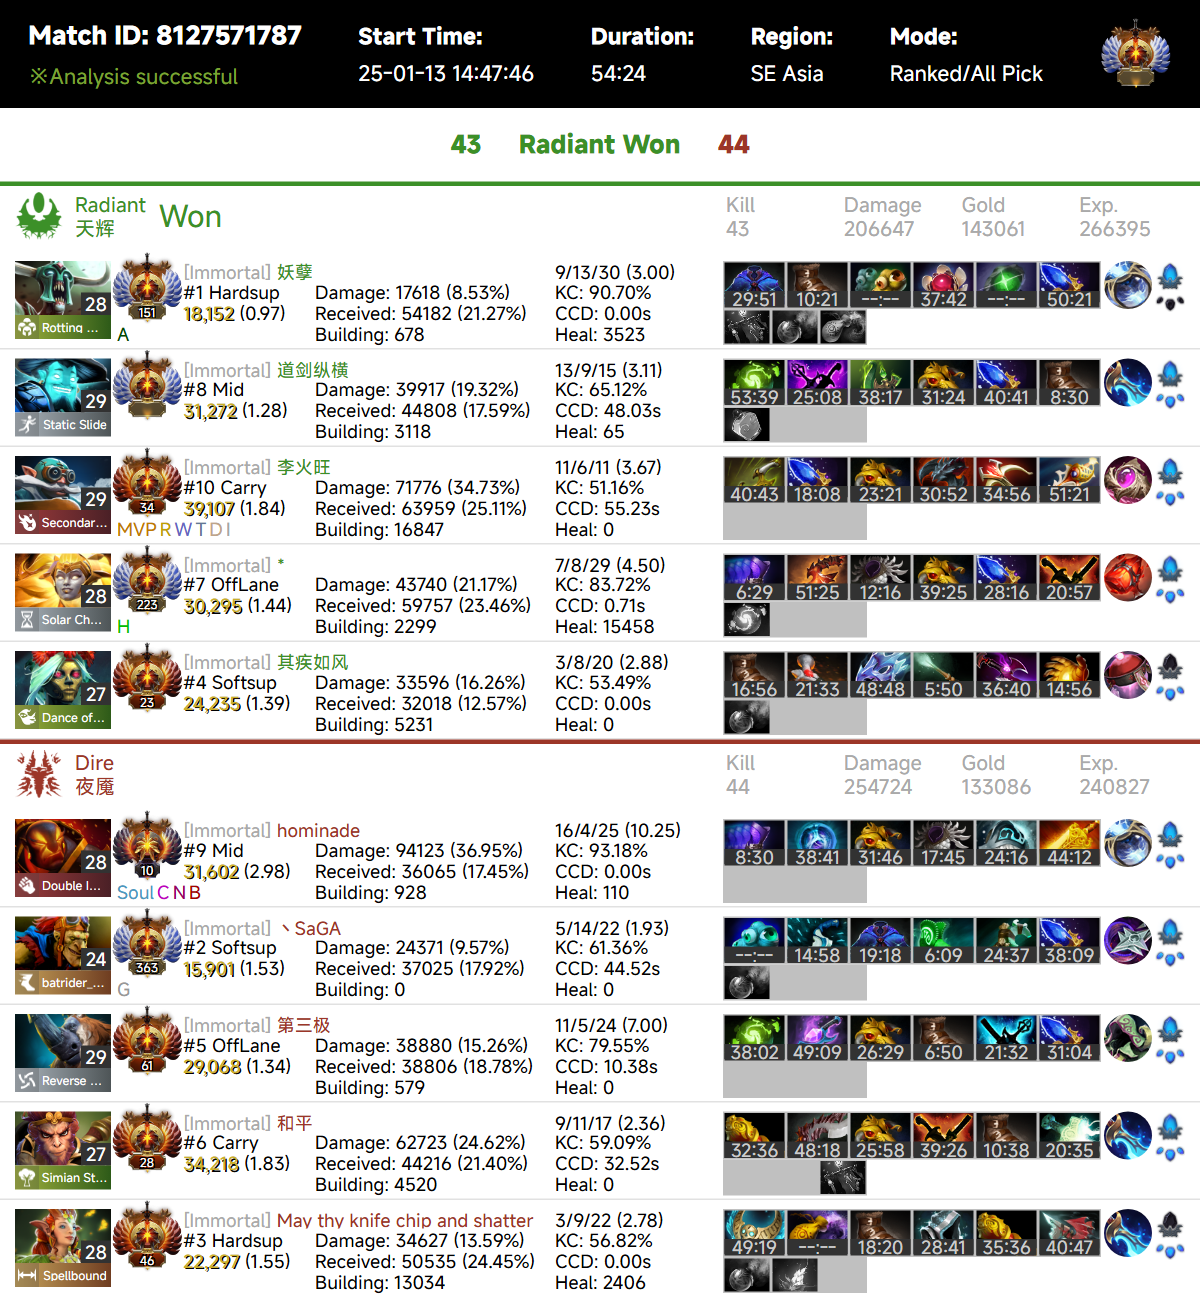 Match ID: 8127571787
※Analysis successful
Start Time:
25-01-13 14:47:46
Duration:
54:24
Region:
SE Asia
Mode:
Ranked/All Pick
43 Radiant Won 44
Radiant
天辉
Won
Kill Damage Gold Exp.
43 206647 143061 266395
28
Rotting ...
151
[Immortal] 妖孽
#1 Hardsup
18,152 (0.97)
A
Damage: 17618 (8.53%)
Received: 54182 (21.27%)
Building: 678
9/13/30 (3.00)
KC: 90.70%
CCD: 0.00s
Heal: 3523
29:51 10:21 --:-- 37:42 --:-- 50:21
29
Static Slide
[Immortal] 道剑纵横
#8 Mid
31,272 (1.28)
Damage: 39917 (19.32%)
Received: 44808 (17.59%)
Building: 3118
13/9/15 (3.11)
KC: 65.12%
CCD: 48.03s
Heal: 65
53:39 25:08 38:17 31:24 40:41 8:30
29
Secondar...
34
[Immortal] 李火旺
#10 Carry
39,107 (1.84)
MVP R W T D I
Damage: 71776 (34.73%)
Received: 63959 (25.11%)
Building: 16847
11/6/11 (3.67)
KC: 51.16%
CCD: 55.23s
Heal: 0
40:43 18:08 23:21 30:52 34:56 51:21
28
Solar Ch...
223
[Immortal] *
#7 OffLane
30,295 (1.44)
H
Damage: 43740 (21.17%)
Received: 59757 (23.46%)
Building: 2299
7/8/29 (4.50)
KC: 83.72%
CCD: 0.71s
Heal: 15458
6:29 51:25 12:16 39:25 28:16 20:57
27
Dance of...
23
[Immortal] 其疾如风
#4 Softsup
24,235 (1.39)
Damage: 33596 (16.26%)
Received: 32018 (12.57%)
Building: 5231
3/8/20 (2.88)
KC: 53.49%
CCD: 0.00s
Heal: 0
16:56 21:33 48:48 5:50 36:40 14:56
Dire
夜魇
Kill Damage Gold Exp.
44 254724 133086 240827
28
Double I...
10
[Immortal] hominade
#9 Mid
31,602 (2.98)
Soul C N B
Damage: 94123 (36.95%)
Received: 36065 (17.45%)
Building: 928
16/4/25 (10.25)
KC: 93.18%
CCD: 0.00s
Heal: 110
8:30 38:41 31:46 17:45 24:16 44:12
24
batrider_...
363
[Immortal] 丶SaGA
#2 Softsup
15,901 (1.53)
G
Damage: 24371 (9.57%)
Received: 37025 (17.92%)
Building: 0
5/14/22 (1.93)
KC: 61.36%
CCD: 44.52s
Heal: 0
--:-- 14:58 19:18 6:09 24:37 38:09
29
Reverse ...
61
[Immortal] 第三极
#5 OffLane
29,068 (1.34)
Damage: 38880 (15.26%)
Received: 38806 (18.78%)
Building: 579
11/5/24 (7.00)
KC: 79.55%
CCD: 10.38s
Heal: 0
38:02 49:09 26:29 6:50 21:32 31:04
27
Simian St...
28
[Immortal] 和平
#6 Carry
34,218 (1.83)
Damage: 62723 (24.62%)
Received: 44216 (21.40%)
Building: 4520
9/11/17 (2.36)
KC: 59.09%
CCD: 32.52s
Heal: 0
32:36 48:18 25:58 39:26 10:38 20:35
28
Spellbound
46
[Immortal] May thy knife chip and shatter
#3 Hardsup
22,297 (1.55)
Damage: 34627 (13.59%)
Received: 50535 (24.45%)
Building: 13034
3/9/22 (2.78)
KC: 56.82%
CCD: 0.00s
Heal: 2406
49:19 --:-- 18:20 28:41 35:36 40:47